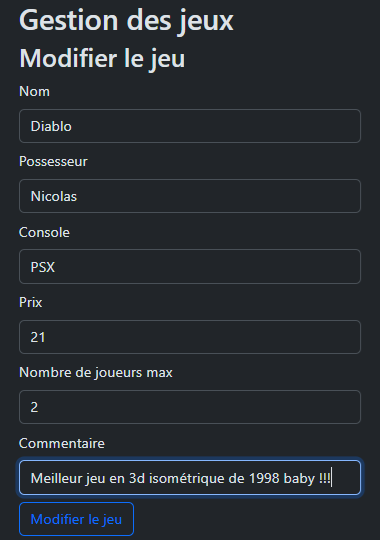 Gestion des jeux
Modifier le jeu
Nom
Diablo
Possesseur
Nicolas
Console
PSX
Prix
21
Nombre de joueurs max
2
Commentaire
Meilleur jeu en 3d isométrique de 1998 baby !!!
Modifier le jeu